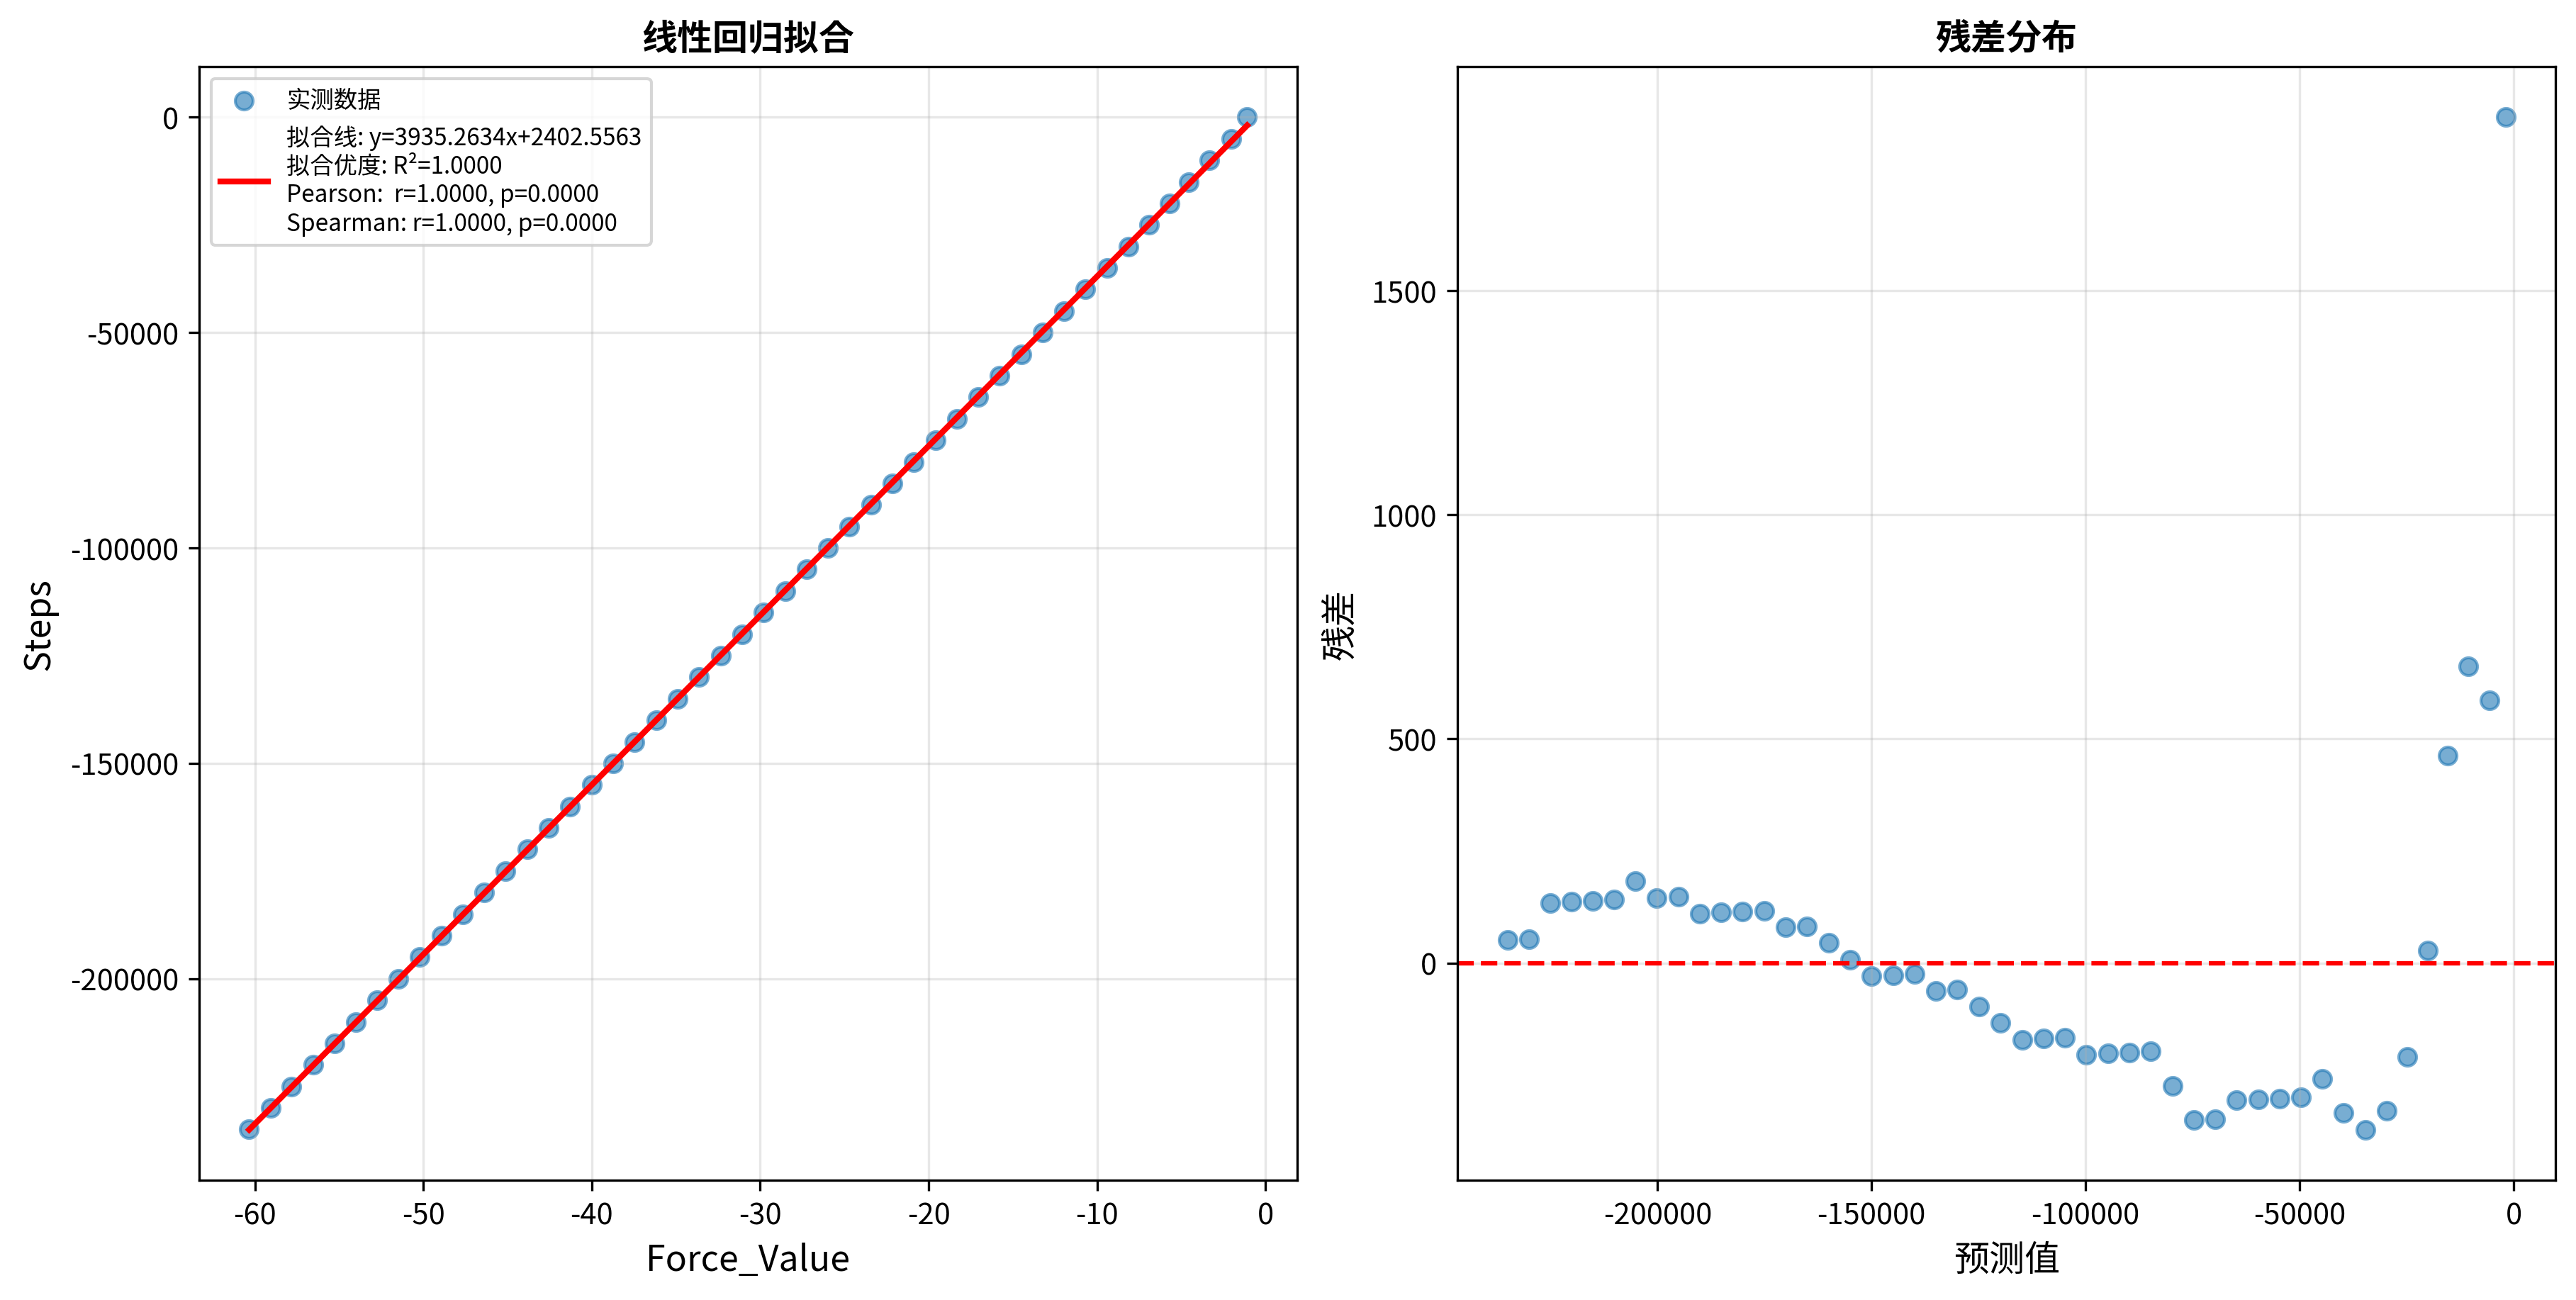 线性回归拟合
实测数据
拟合线: y=3935.2634x+2402.5563
拟合优度: R²=1.0000
Pearson:  r=1.0000, p=0.0000
Spearman: r=1.0000, p=0.0000
0
-50000
-100000
-150000
-200000
Steps
-60 -50 -40 -30 -20 -10 0
Force_Value
残差分布
1500
1000
500
0
残差
-200000 -150000 -100000 -50000 0
预测值